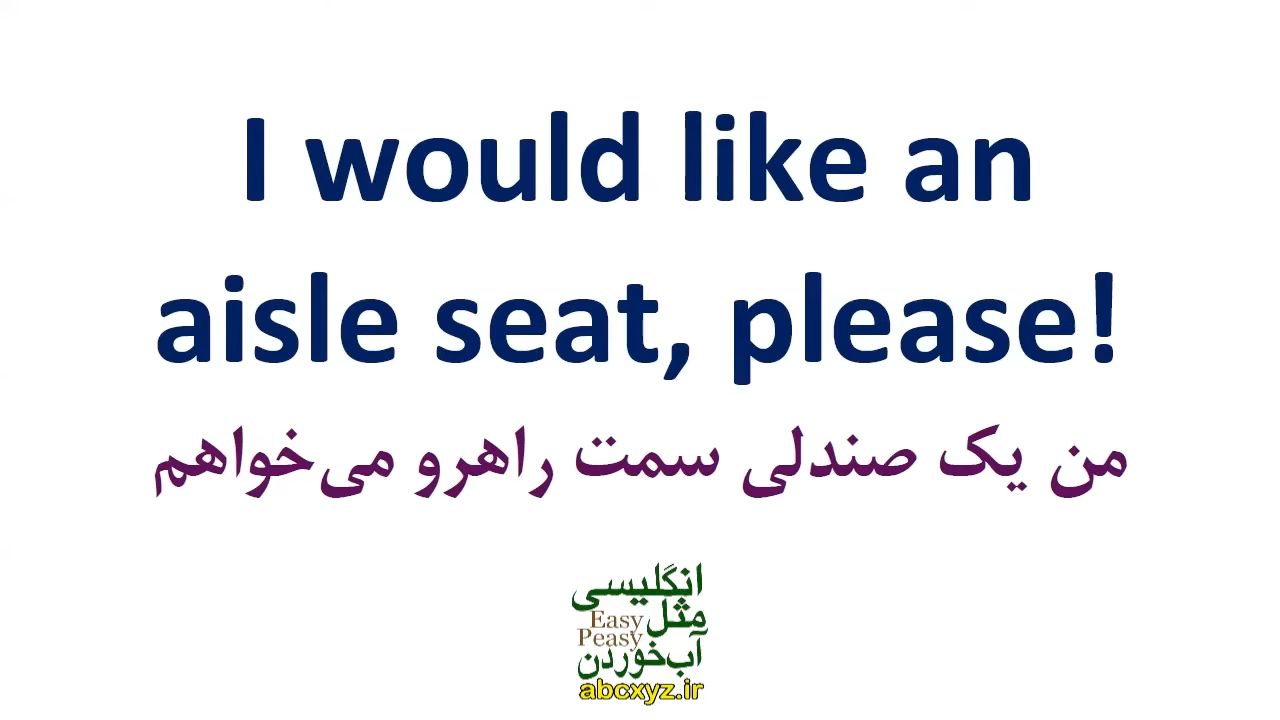 I would like an
aisle seat, please!
من یک صندلی سمت راهرو می‌خواهم
انگلیسی
مثل Easy
Peasy
آب‌خوردن
abcxyz.ir